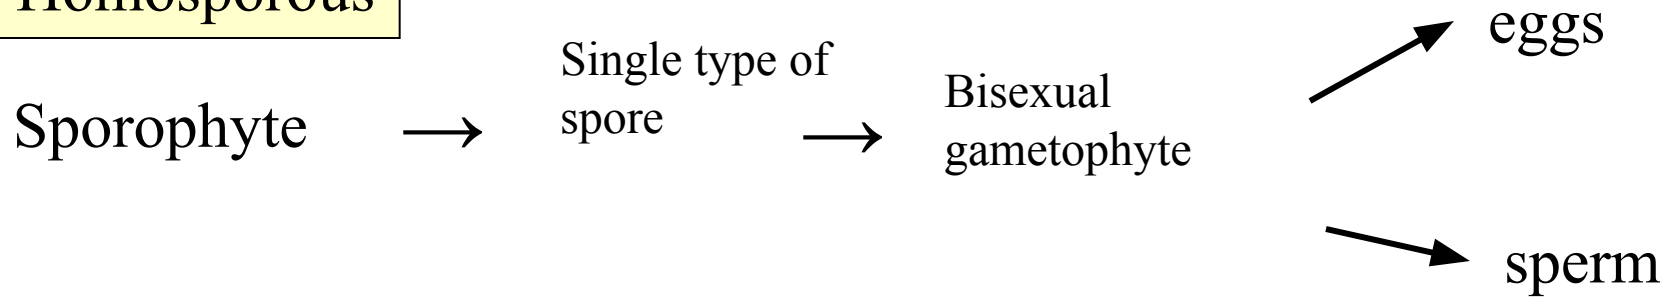 Homosporous
eggs
Single type of
spore
Sporophyte
→
→
Bisexual
gametophyte
sperm